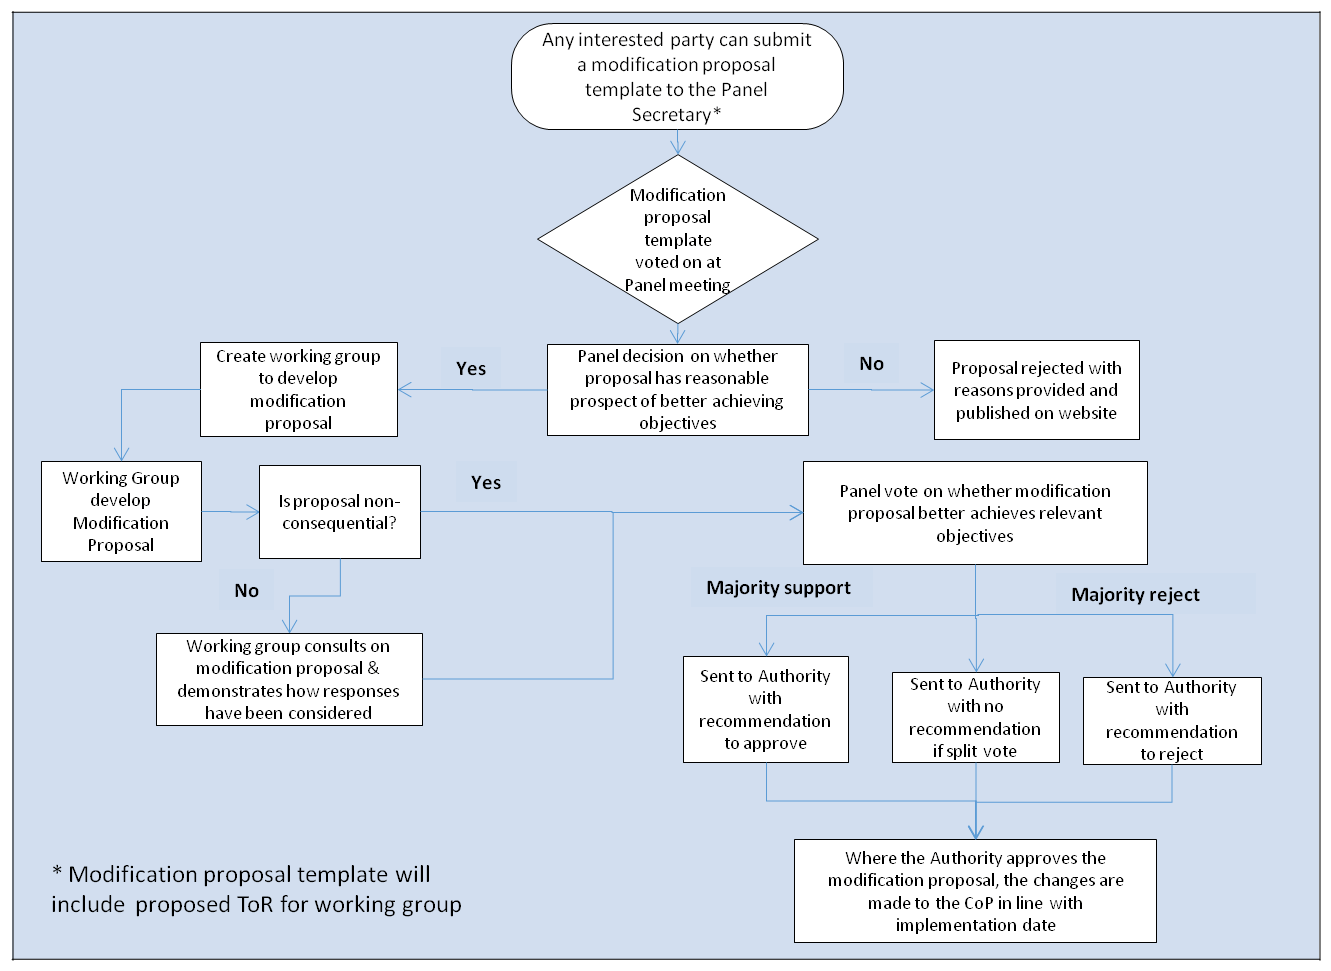 Any interested party can submit
a modification proposal
template to the Panel
Secretary*
Modification
proposal
template
voted on at
Panel meeting
Create working group
to develop
modification
proposal
Yes
Panel decision on whether
proposal has reasonable
prospect of better achieving
objectives
No
Proposal rejected with
reasons provided and
published on website
Working Group
develop
Modification
Proposal
Is proposal non-
consequential?
Yes
Panel vote on whether modification
proposal better achieves relevant
objectives
No
Majority support
Majority reject
Working group consults on
modification proposal &
demonstrates how responses
have been considered
Sent to Authority
with
recommendation
to approve
Sent to Authority
with no
recommendation
if split vote
Sent to Authority
with
recommendation
to reject
Where the Authority approves the
modification proposal, the changes are
made to the CoP in line with
implementation date
* Modification proposal template will
include proposed ToR for working group